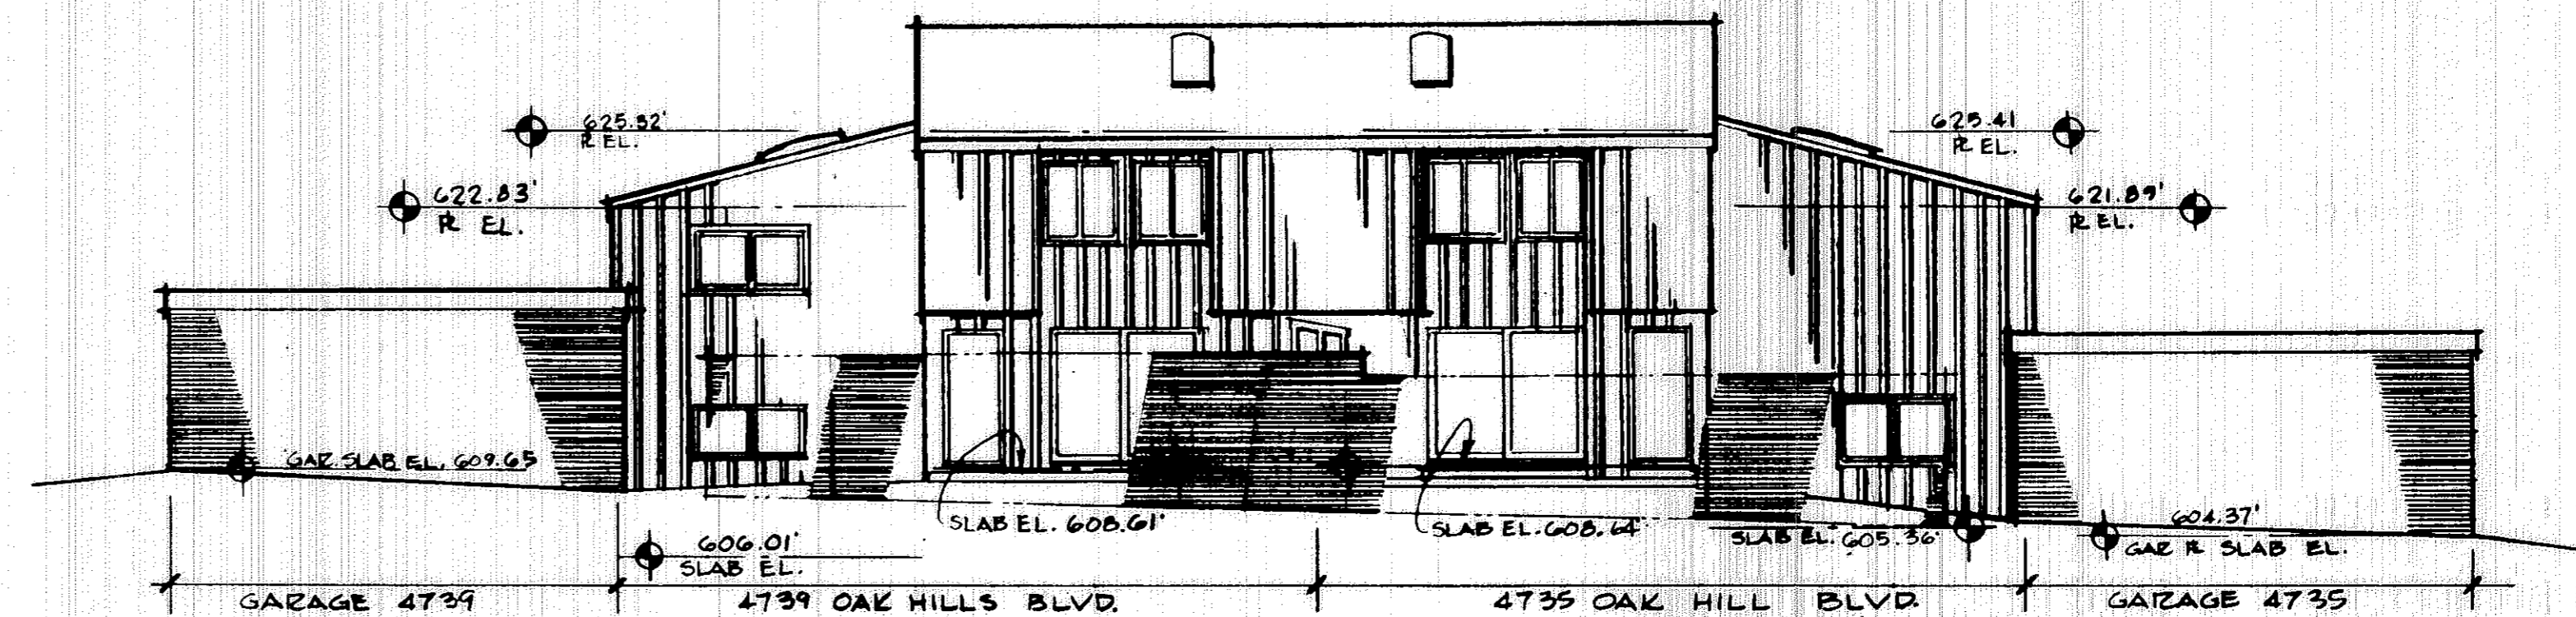 625.32'
℄ EL.
625.41
℄ EL.
622.83'
℄ EL.
621.89'
℄ EL.
GAR. SLAB EL. 609.65
SLAB EL. 608.61'
SLAB EL. 608.64'
SLAB EL. 605.36'
604.37'
GAR ℄ SLAB EL.
606.01'
SLAB EL.
GARAGE 4739
4739 OAK HILLS BLVD.
4735 OAK HILL BLVD.
GARAGE 4735